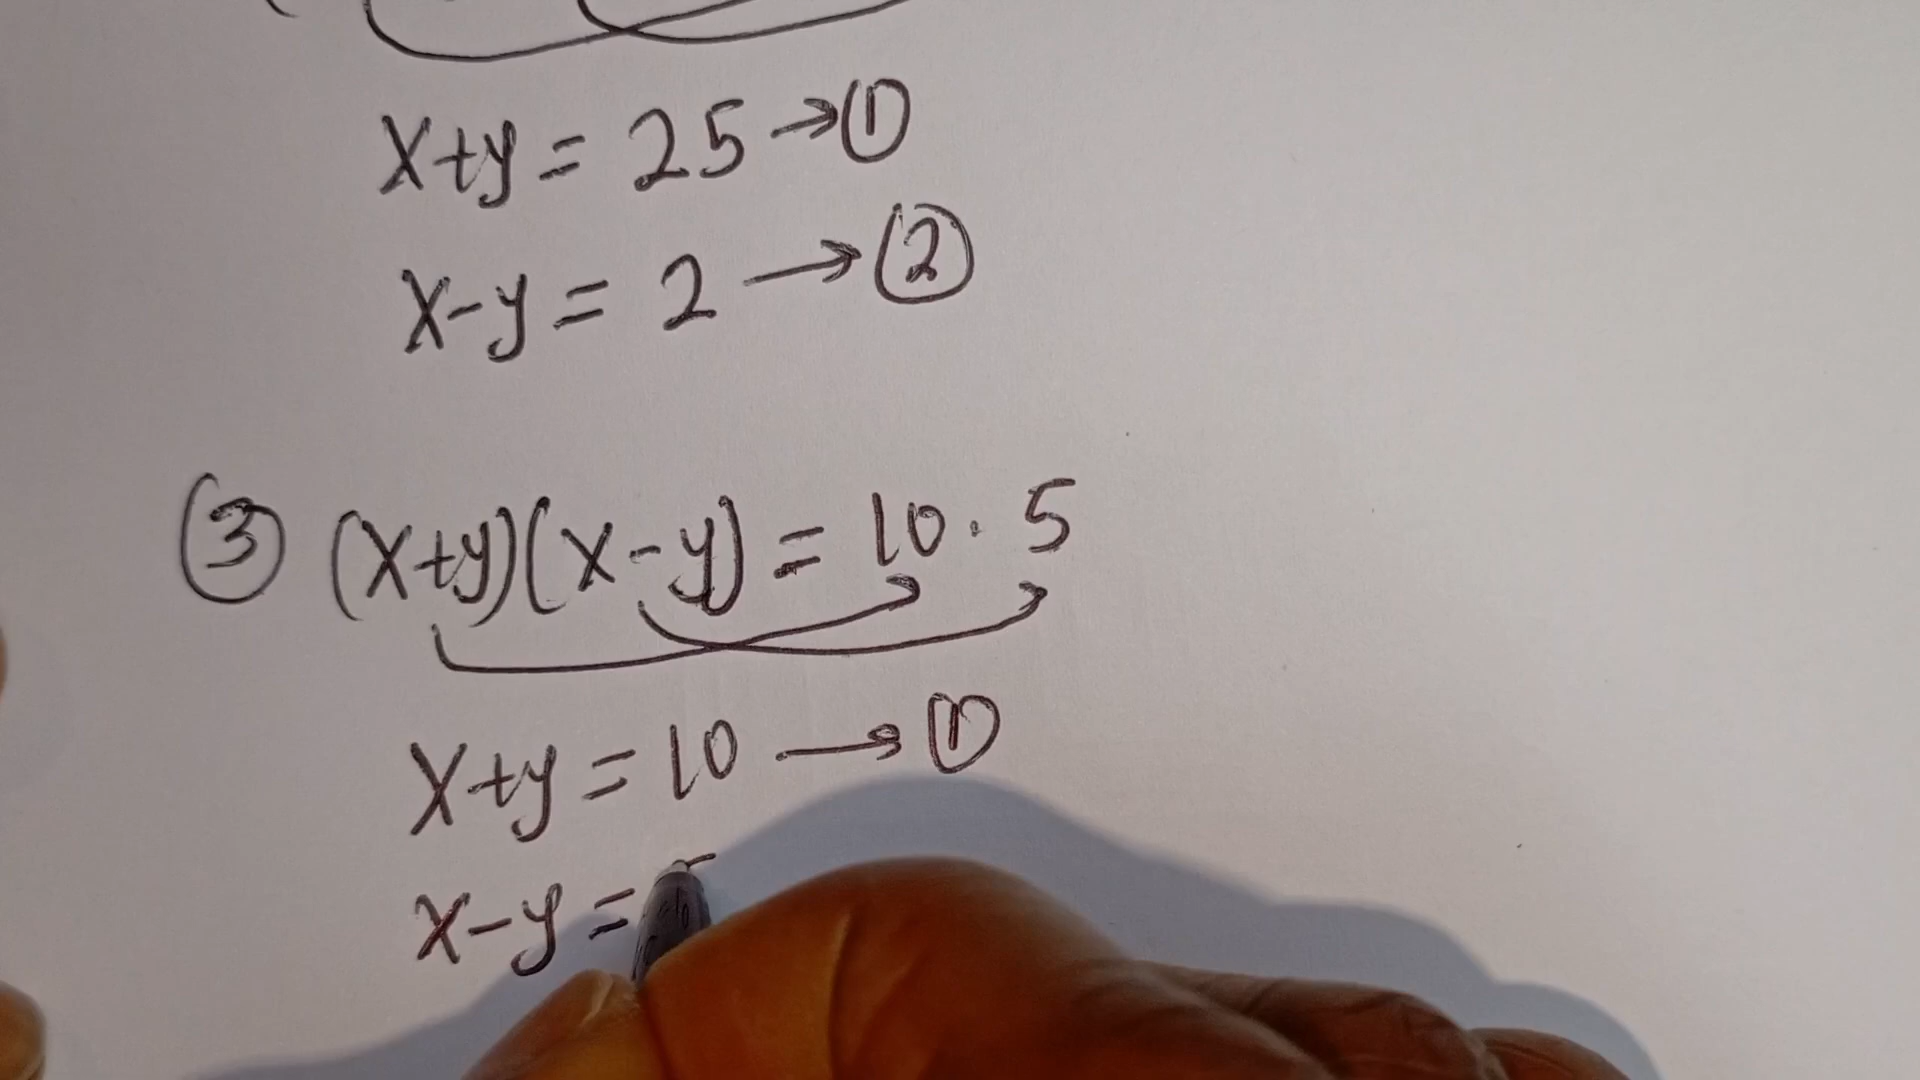 x+y = 25 → ①
x-y = 2 → ②
③ (x+y)(x-y) = 10 . 5
x+y = 10 → ①
x-y =